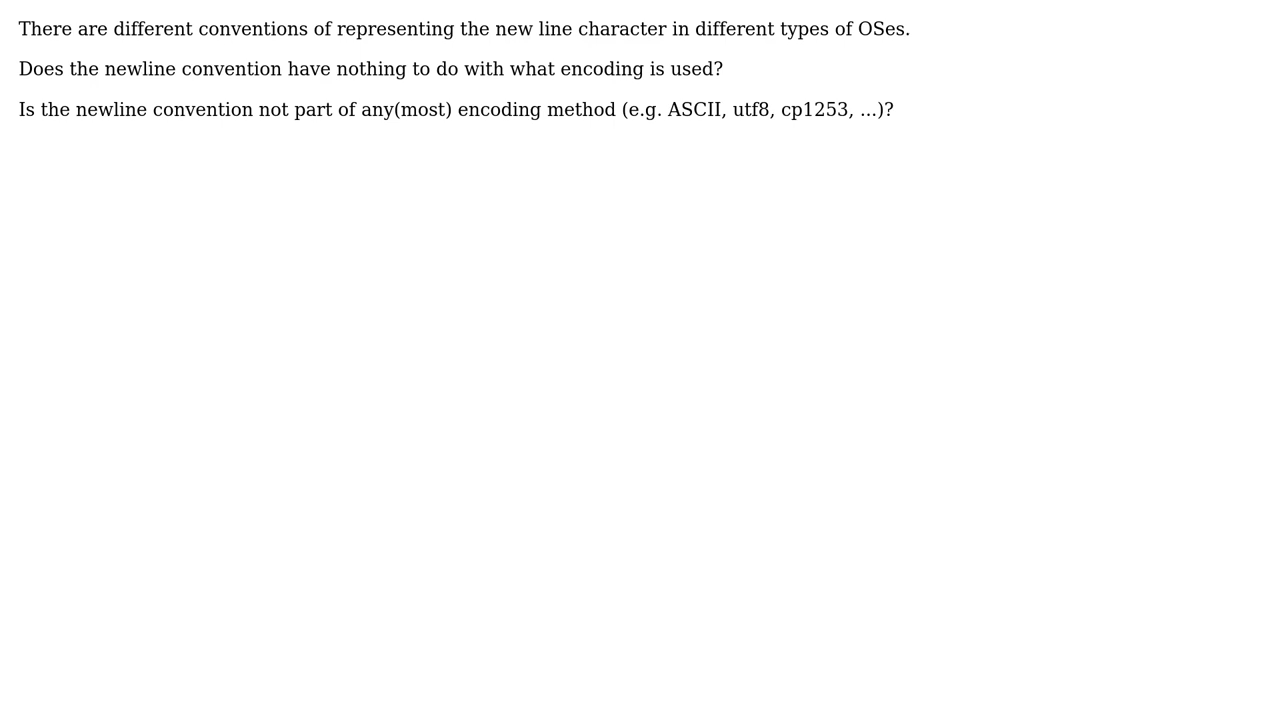 There are different conventions of representing the new line character in different types of OSes.
Does the newline convention have nothing to do with what encoding is used?
Is the newline convention not part of any(most) encoding method (e.g. ASCII, utf8, cp1253, ...)?